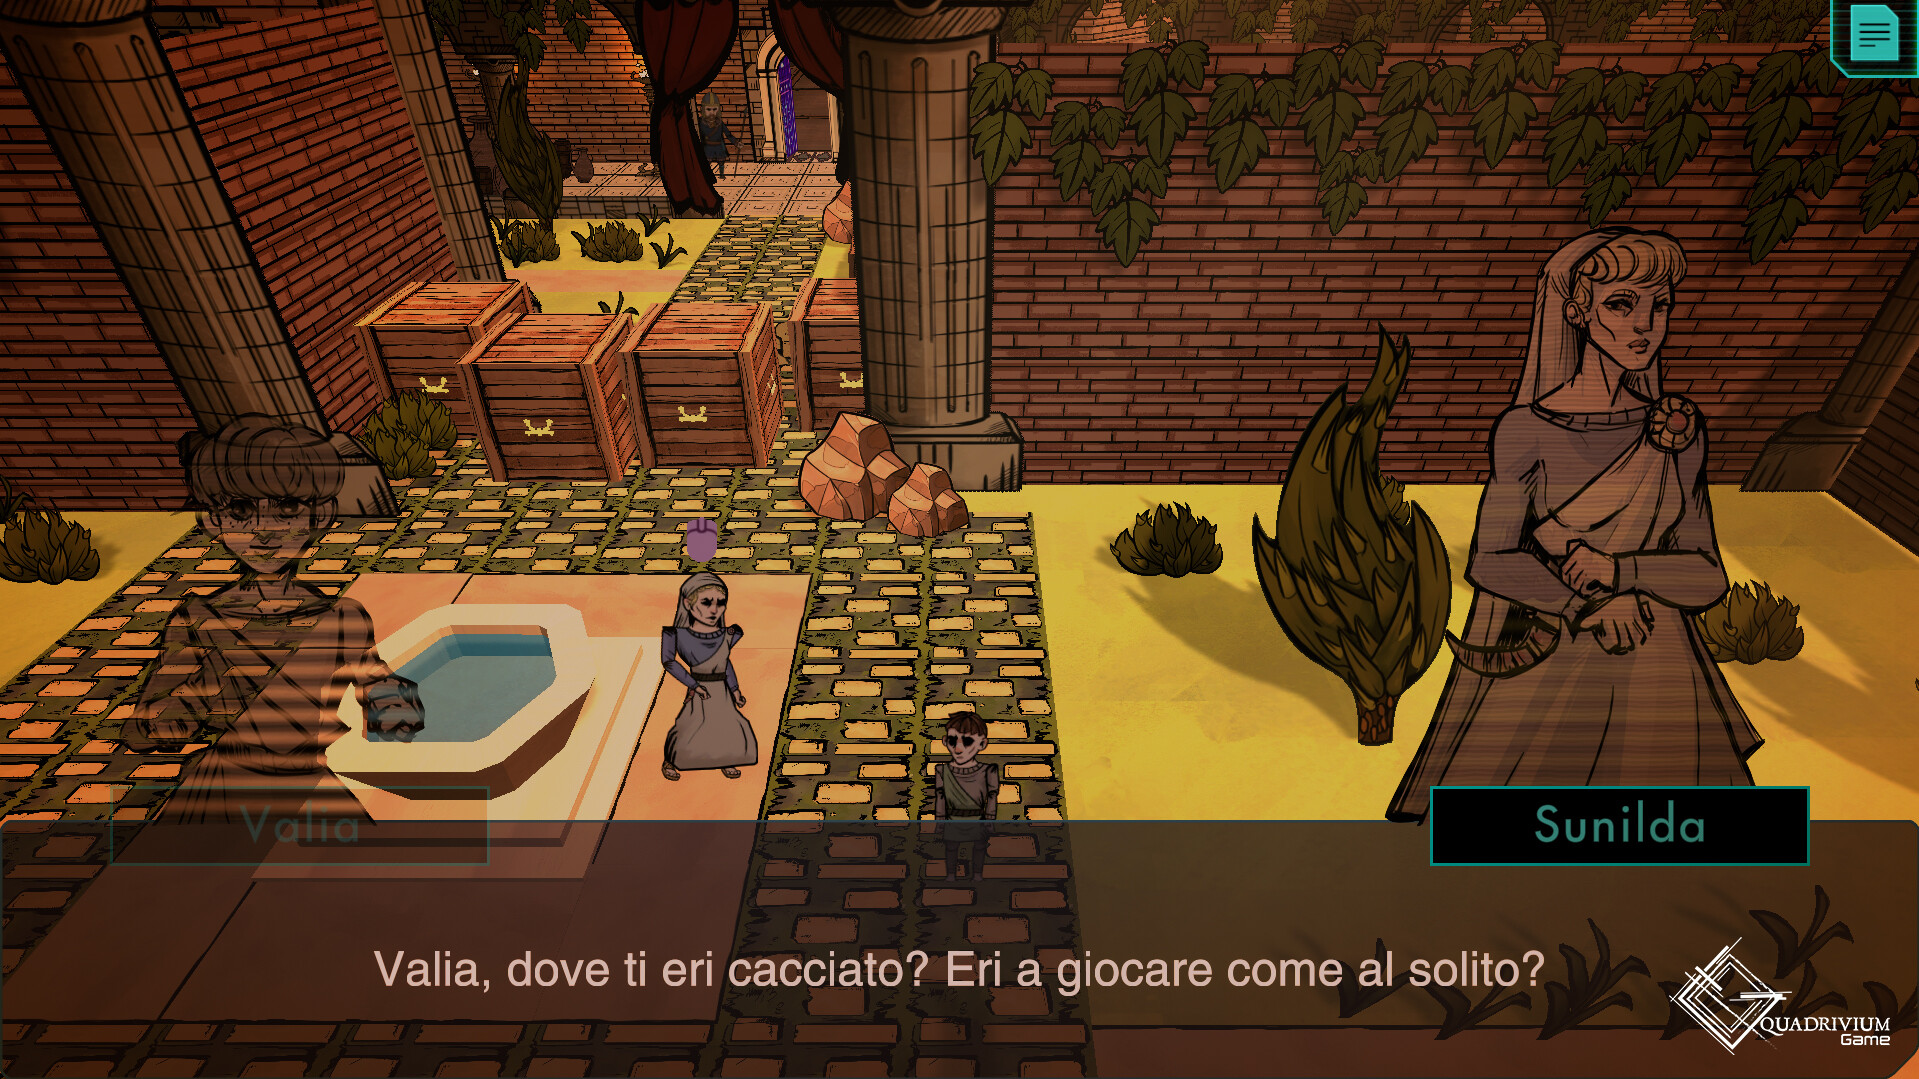 Valia
Sunilda
Valia, dove ti eri cacciato? Eri a giocare come al solito?
QUADRIVIUM
Game